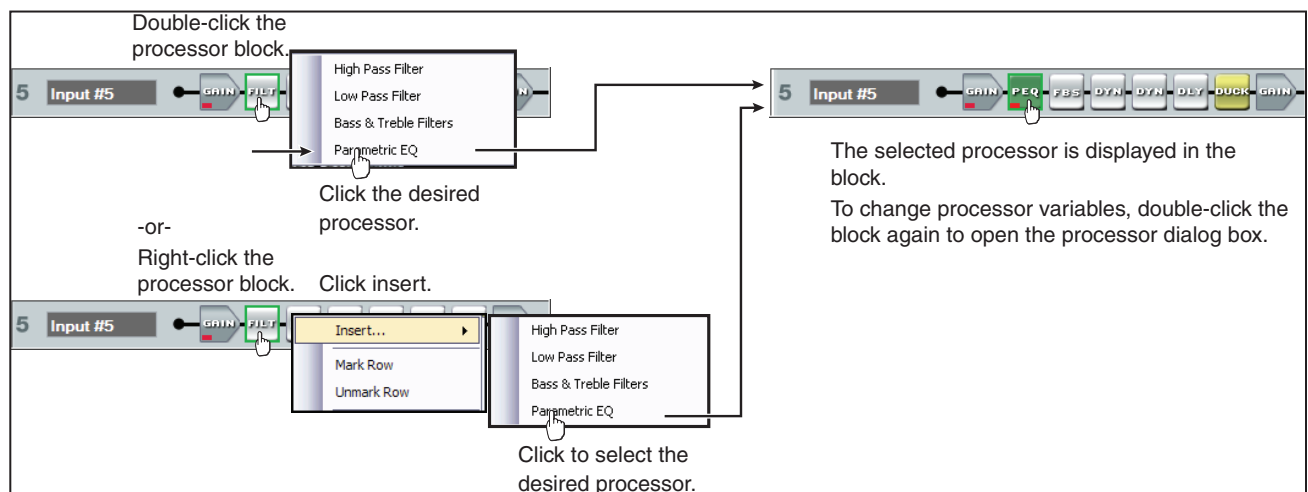 Double-click the
processor block.
5 Input #5 GAIN FILT
High Pass Filter
Low Pass Filter
Bass & Treble Filters
Parametric EQ
Click the desired
processor.
5 Input #5 GAIN PEQ FBS DYN DYN DLY DUCK GAIN
The selected processor is displayed in the
block.
To change processor variables, double-click the
block again to open the processor dialog box.
-or-
Right-click the
processor block.
Click insert.
5 Input #5 GAIN FILT
Insert...
Mark Row
Unmark Row
High Pass Filter
Low Pass Filter
Bass & Treble Filters
Parametric EQ
Click to select the
desired processor.